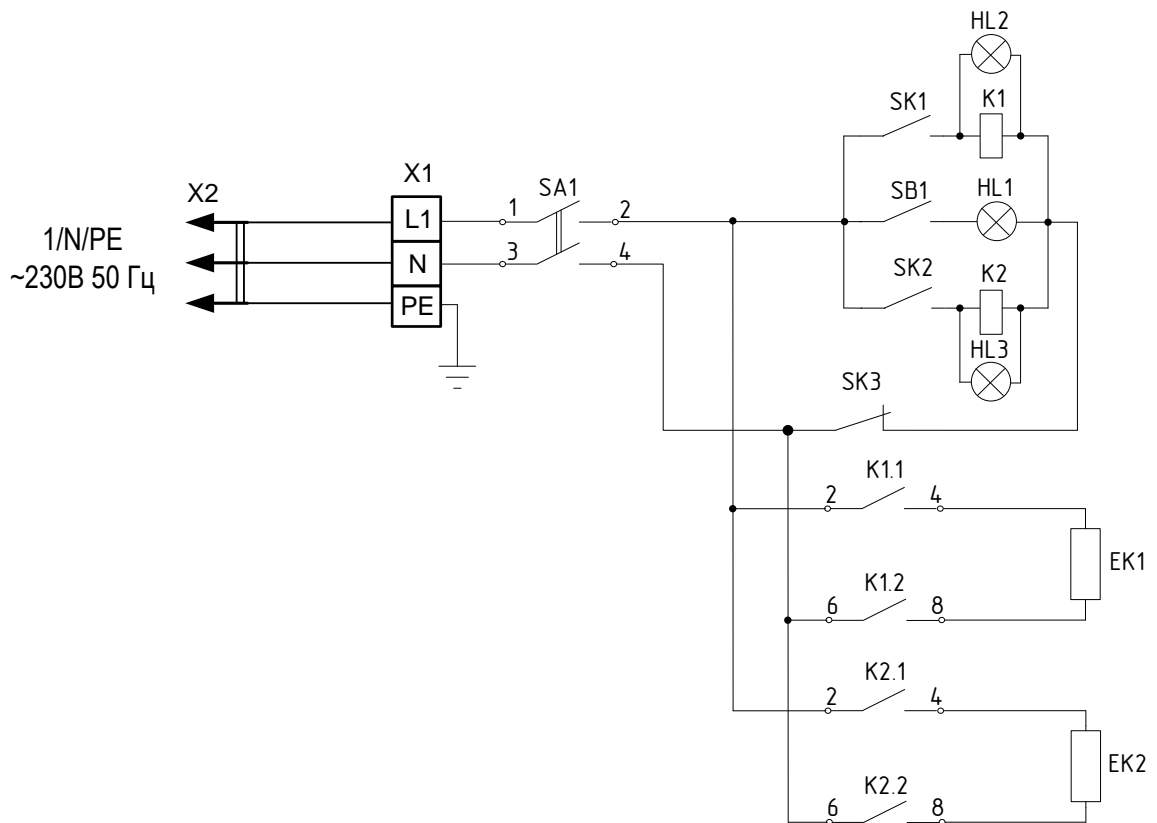 HL2
SK1
K1
X1
SA1
SB1
HL1
X2
1
2
L1
1/N/PE
~230В 50 Гц
N
3
4
SK2
K2
PE
HL3
SK3
K1.1
2
4
EK1
K1.2
6
8
K2.1
2
4
EK2
K2.2
6
8